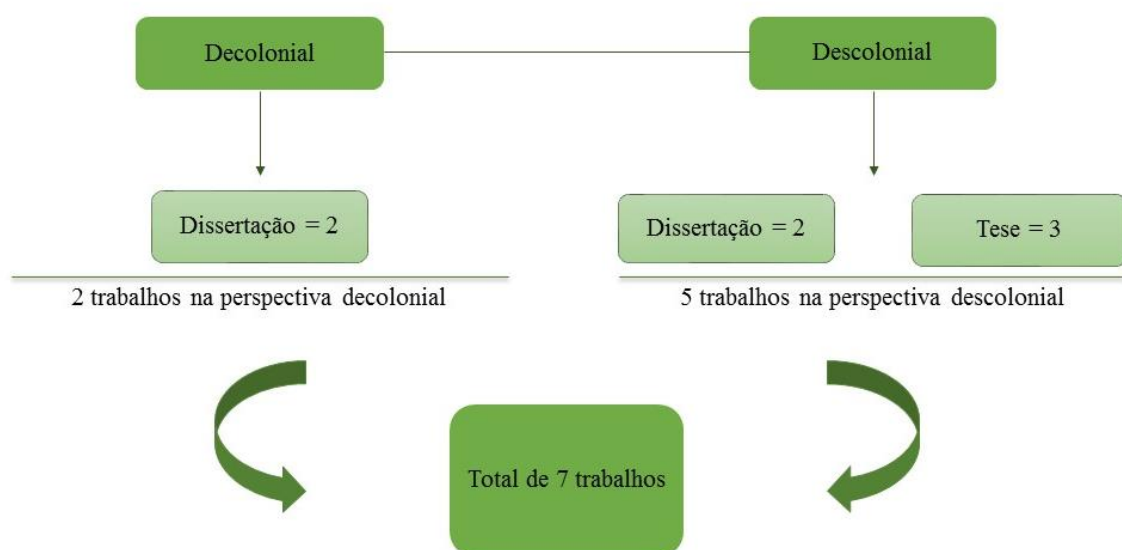 Decolonial
Descolonial
Dissertação = 2
Dissertação = 2
Tese = 3
2 trabalhos na perspectiva decolonial
5 trabalhos na perspectiva descolonial
Total de 7 trabalhos